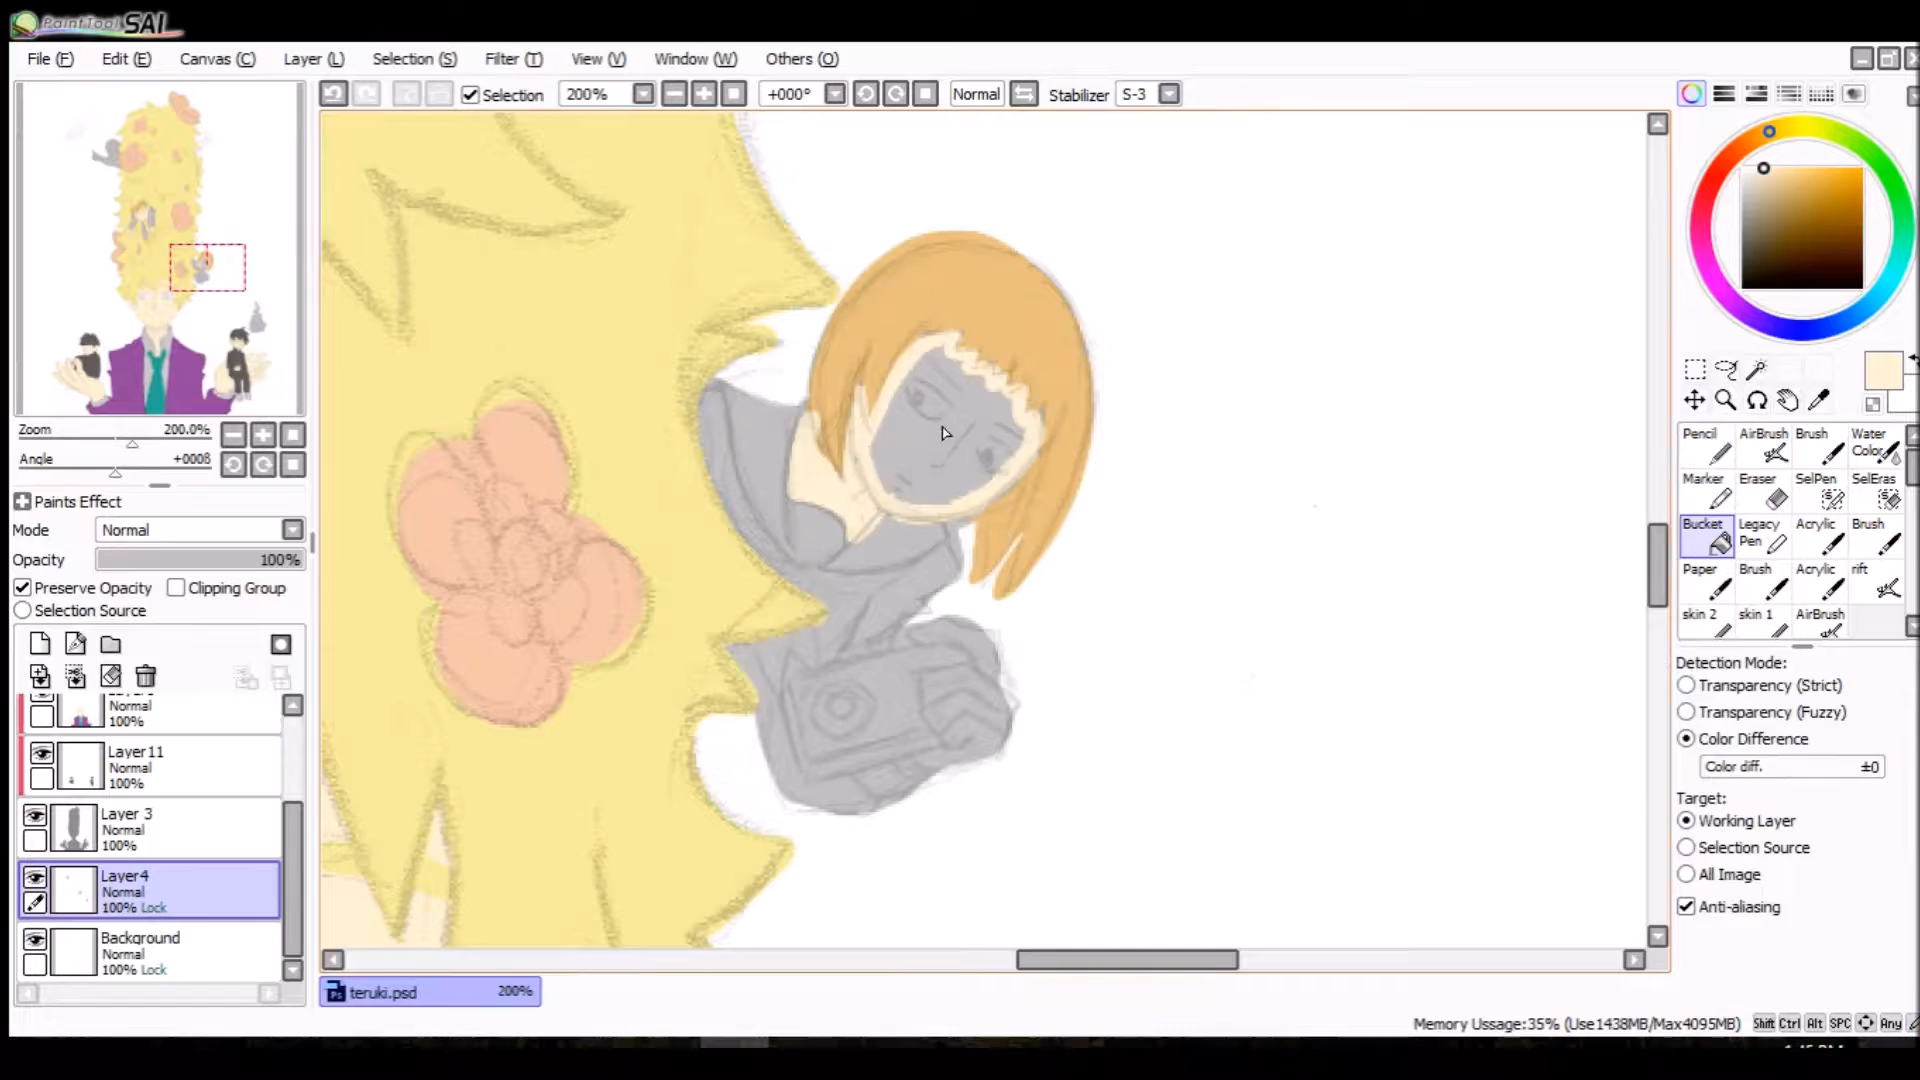 PaintTool SAI
File (F) Edit (E) Canvas (C) Layer (L) Selection (S) Filter (T) View (V) Window (W) Others (O)
Selection 200% +000° Normal Stabilizer S-3
Zoom 200.0%
Angle +0008
Paints Effect
Mode Normal
Opacity 100%
Preserve Opacity Clipping Group
Selection Source
Normal
100%
Layer11
Normal
100%
Layer 3
Normal
100%
Layer4
Normal
100% Lock
Background
Normal
100% Lock
teruki.psd 200%
Pencil AirBrush Brush Water Color
Marker Eraser SelPen SelEras
Bucket Legacy Pen Acrylic Brush
Paper Brush Acrylic rift
skin 2 skin 1 AirBrush
Detection Mode:
Transparency (Strict)
Transparency (Fuzzy)
Color Difference
Color diff. ±0
Target:
Working Layer
Selection Source
All Image
Anti-aliasing
Memory Ussage:35% (Use1438MB/Max4095MB) Shift Ctrl Alt SPC Any